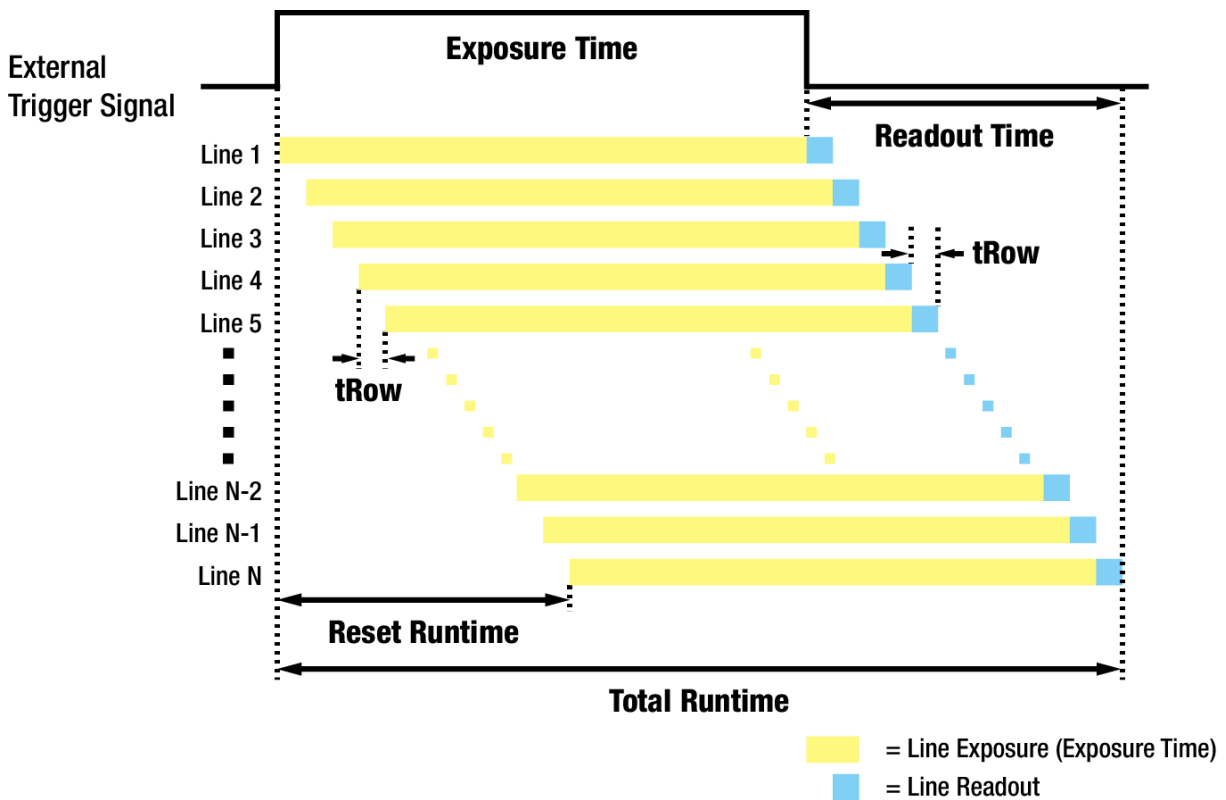 Exposure Time
External
Trigger Signal
Readout Time
Line 1
Line 2
Line 3
tRow
Line 4
Line 5
tRow
Line N-2
Line N-1
Line N
Reset Runtime
Total Runtime
= Line Exposure (Exposure Time)
= Line Readout